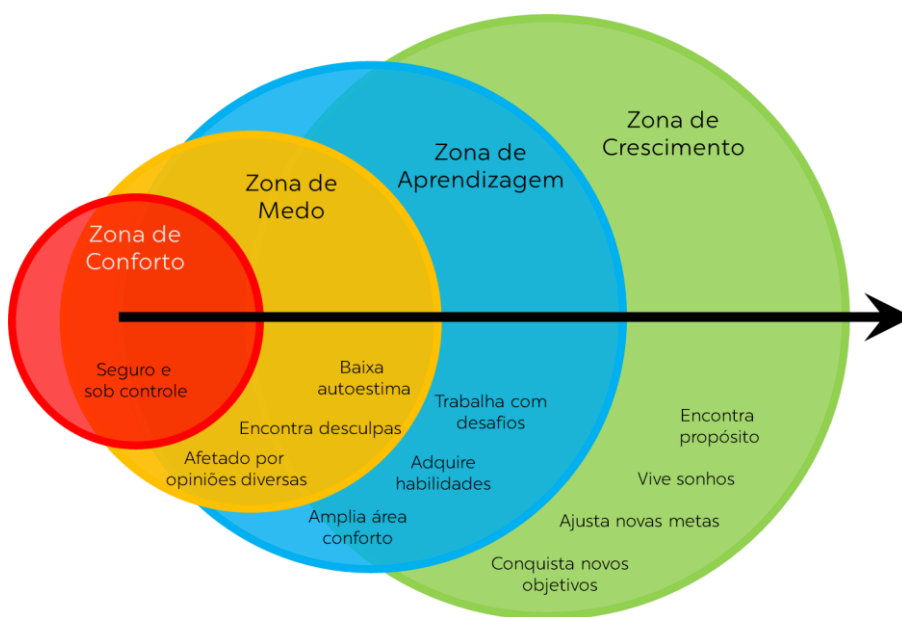 Zona de
Conforto
Seguro e
sob controle
Zona de
Medo
Baixa
autoestima
Encontra desculpas
Afetado por
opiniões diversas
Zona de
Aprendizagem
Trabalha com
desafios
Adquire
habilidades
Amplia área
conforto
Zona de
Crescimento
Encontra
propósito
Vive sonhos
Ajusta novas metas
Conquista novos
objetivos